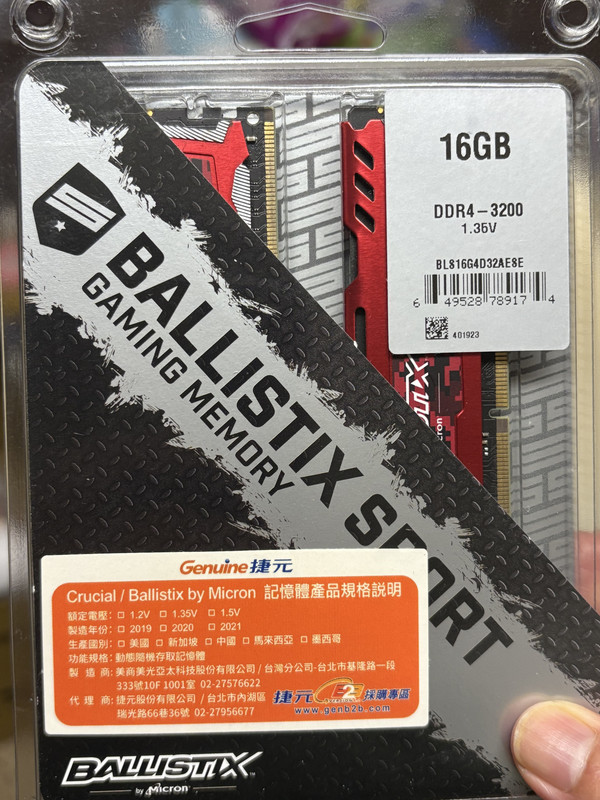 16GB
DDR4-3200
1.35V
BL816G4D32AE8E
6 49528 78917 4
401923
BALLISTIX SPORT
GAMING MEMORY
Genuine 捷元
Crucial / Ballistix by Micron 記憶體產品規格說明
額定電壓: □ 1.2V □ 1.35V □ 1.5V
製造年份: □ 2019 □ 2020 □ 2021
生產國別: □ 美國 □ 新加坡 □ 中國 □ 馬來西亞 □ 墨西哥
功能規格: 動態隨機存取記憶體
製 造 商: 美商美光亞太科技股份有限公司 / 台灣分公司-台北市基隆路一段
333號10F 1001室 02-27576622
代 理 商: 捷元股份有限公司 / 台北市內湖區
瑞光路66巷36號 02-27956677
捷元 B2B 採購專區
www.genb2b.com
BALLISTIX
by Micron